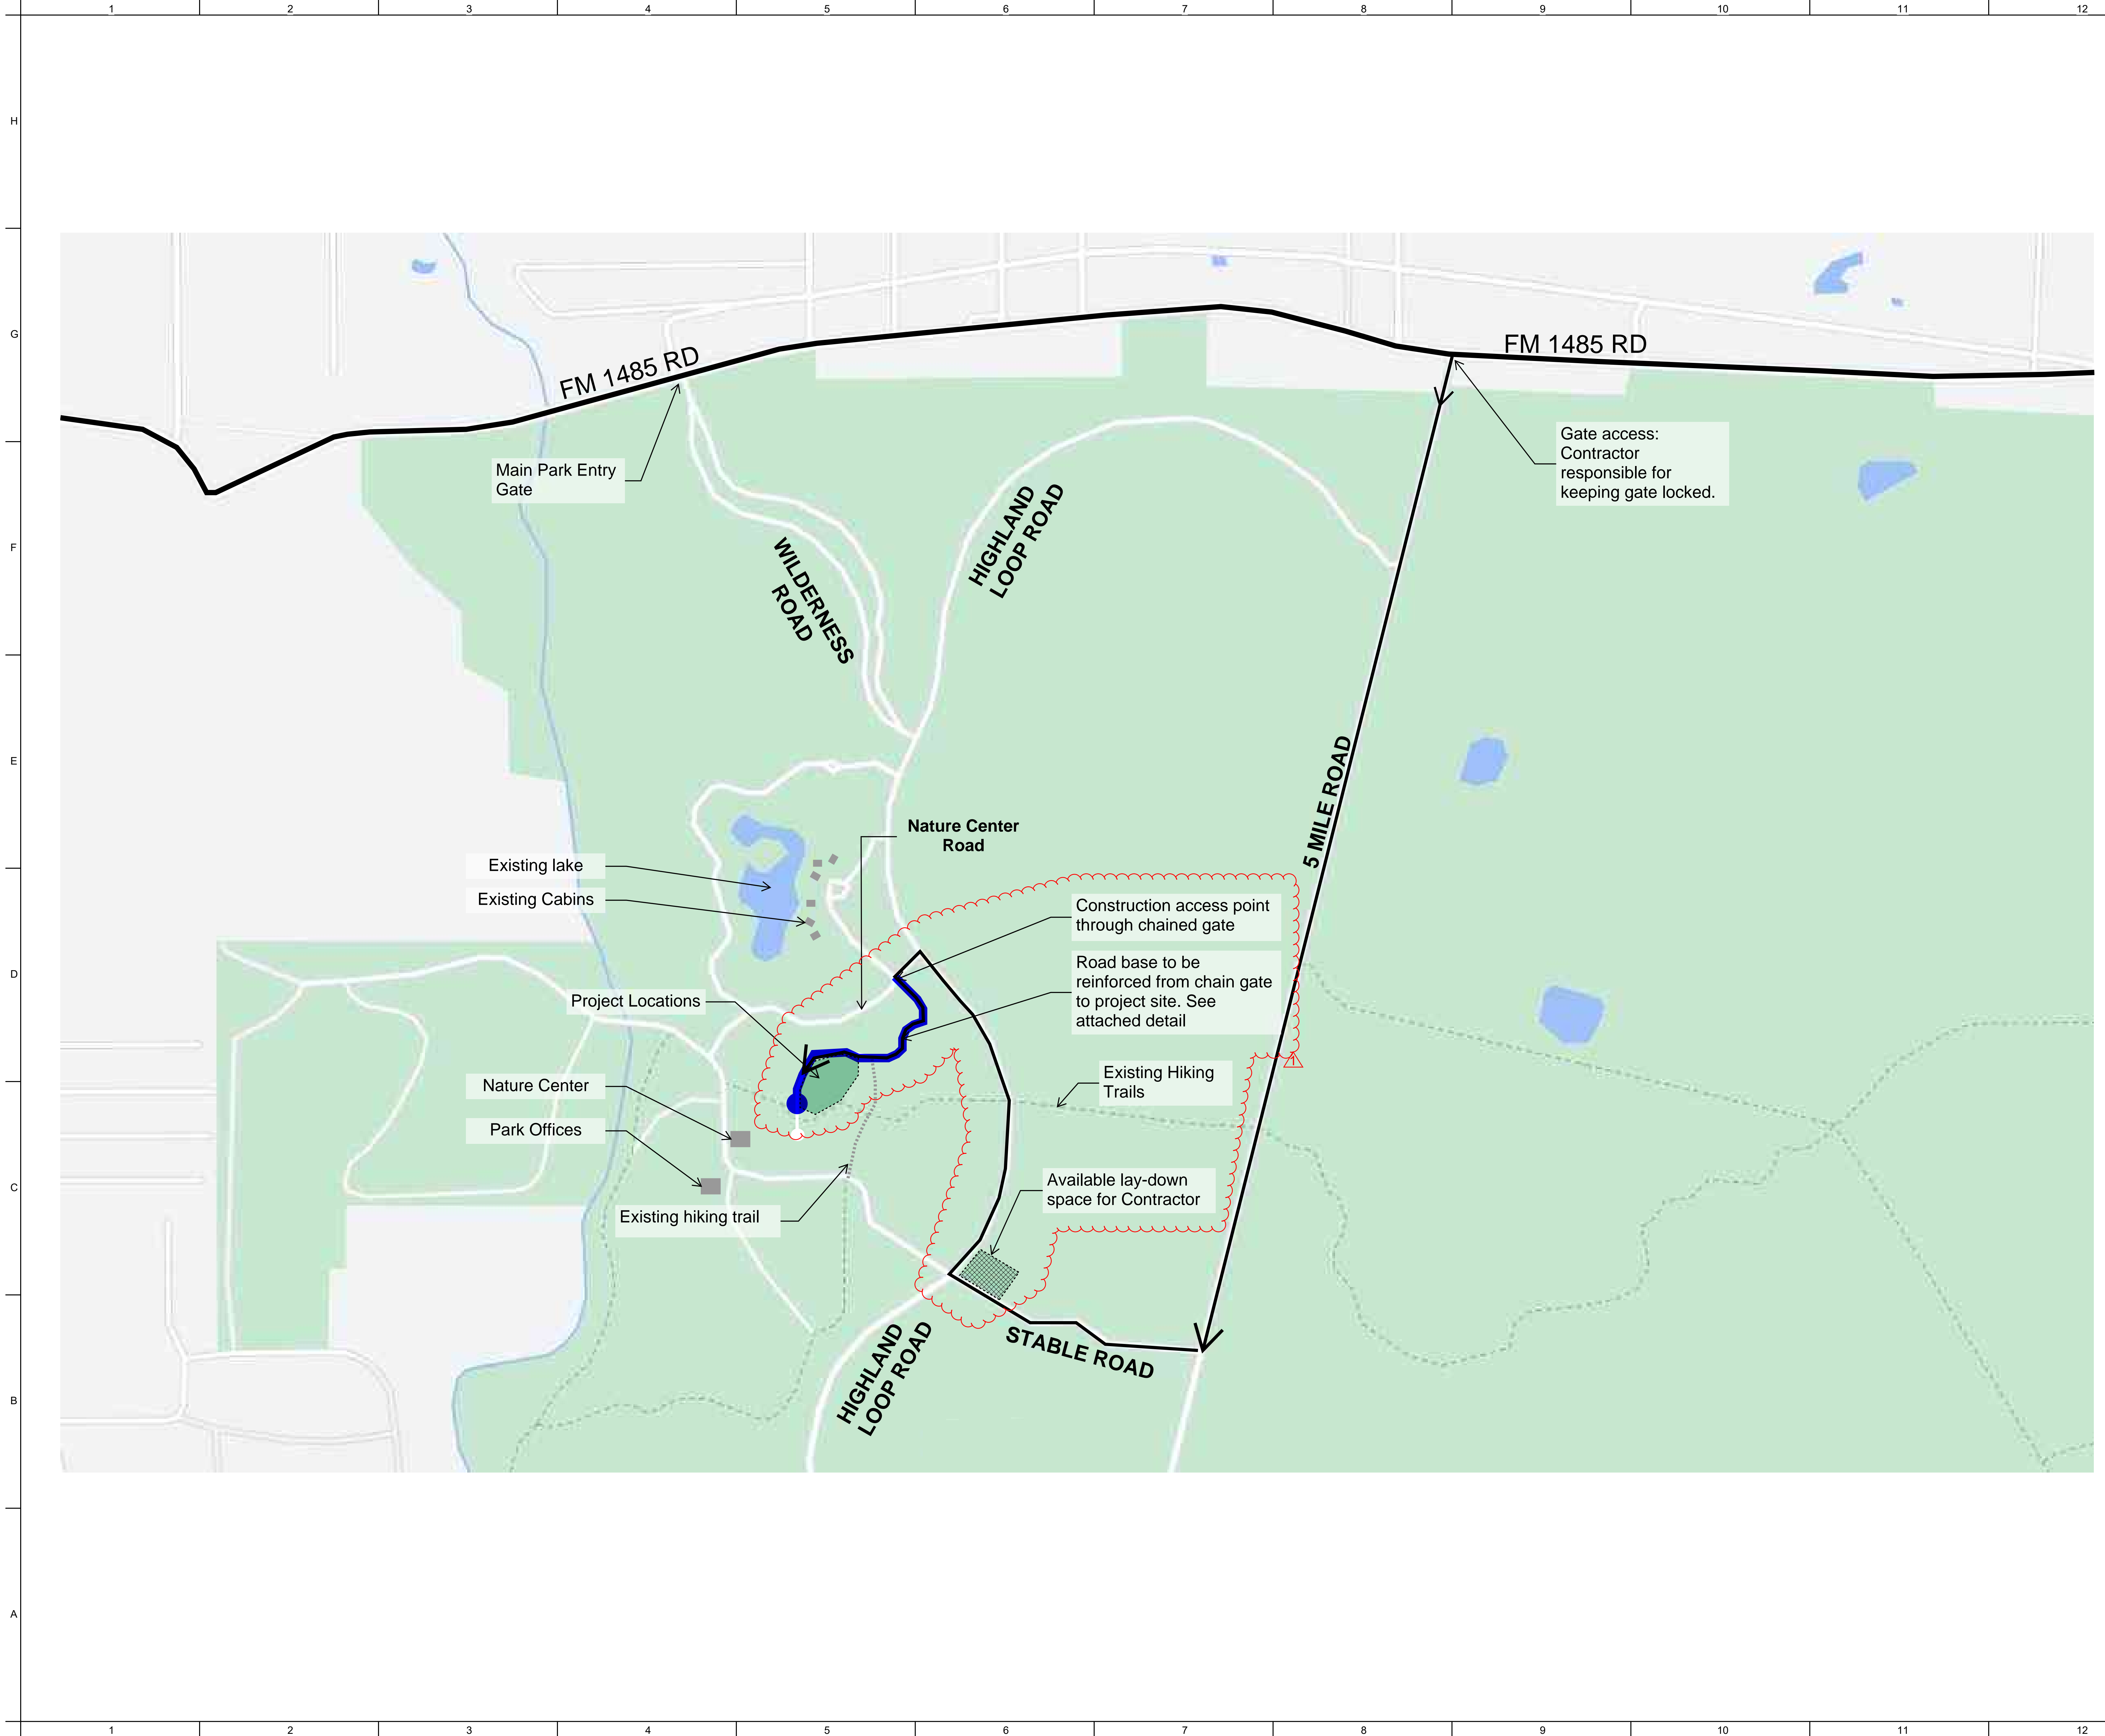 1 2 3 4 5 6 7 8 9 10 11 12
H
G
F
E
D
C
B
A
FM 1485 RD
FM 1485 RD
Main Park Entry
Gate
Gate access:
Contractor
responsible for
keeping gate locked.
WILDERNESS
ROAD
HIGHLAND
LOOP ROAD
5 MILE ROAD
Nature Center
Road
Existing lake
Existing Cabins
Construction access point
through chained gate
Road base to be
reinforced from chain gate
to project site. See
attached detail
Project Locations
1
Nature Center
Existing Hiking
Trails
Park Offices
Available lay-down
space for Contractor
Existing hiking trail
HIGHLAND
LOOP ROAD
STABLE ROAD
1 2 3 4 5 6 7 8 9 10 11 12